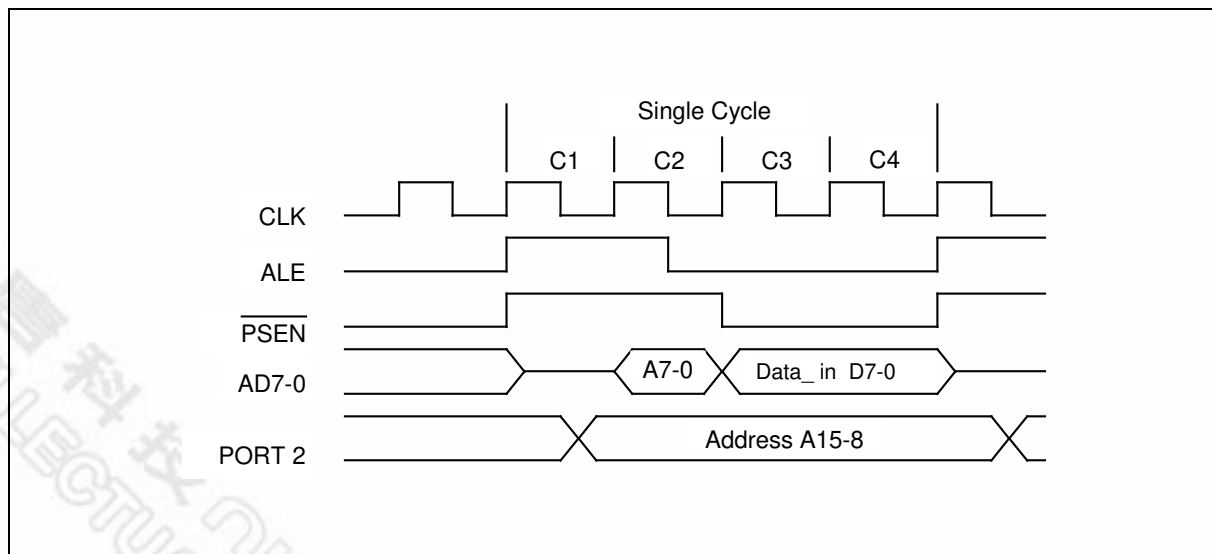 Single Cycle
C1 C2 C3 C4
CLK
ALE
PSEN
AD7-0 A7-0 Data_ in D7-0
PORT 2 Address A15-8